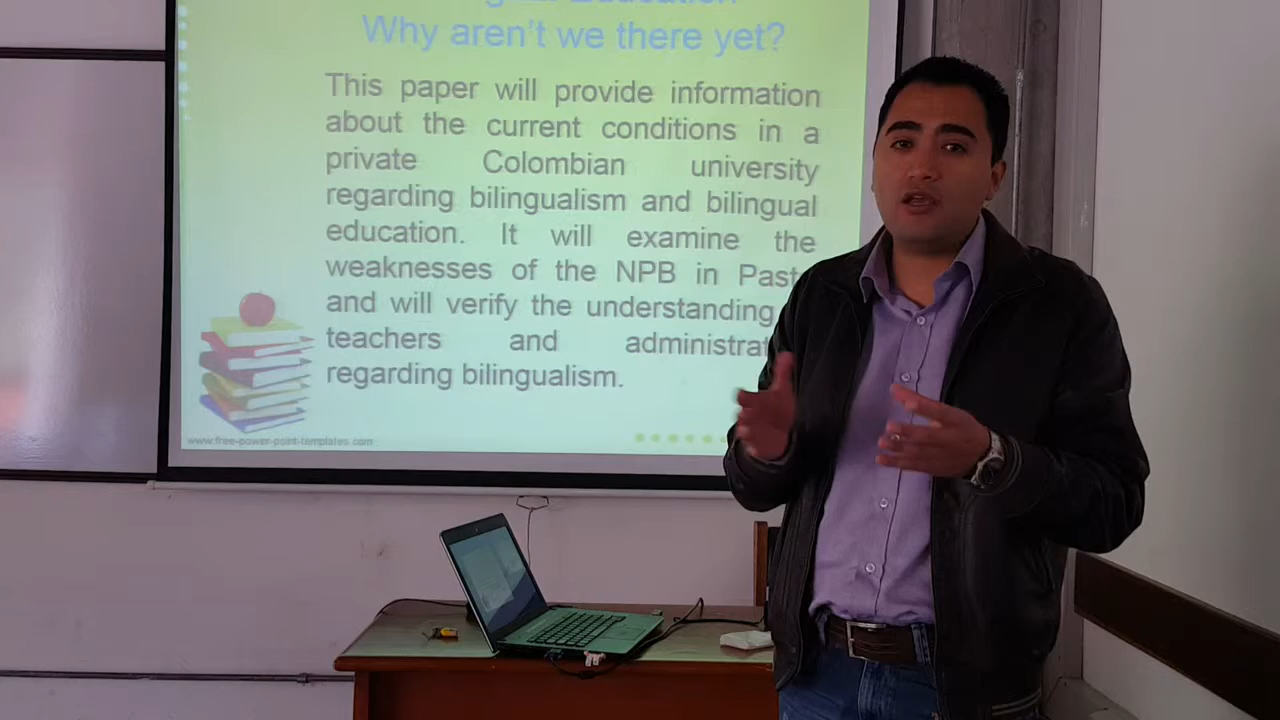 Education
Why aren't we there yet?
This paper will provide information
about the current conditions in a
private Colombian university
regarding bilingualism and bilingual
education. It will examine the
weaknesses of the NPB in
and will verify the understanding
teachers and
regarding bilingualism.
www.free-power-point-templates.com